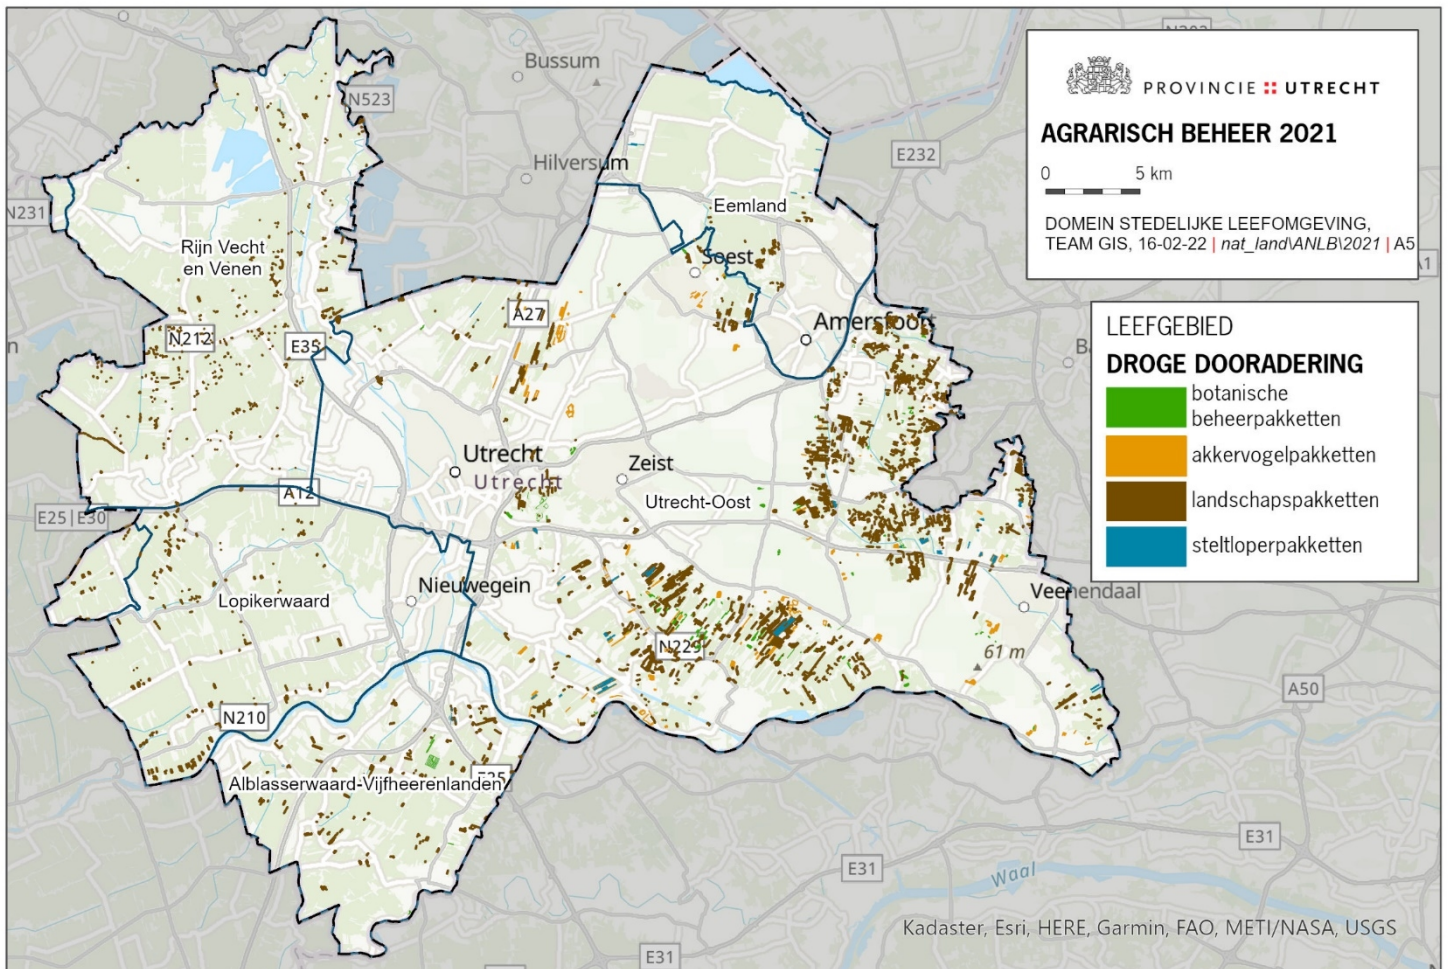 PROVINCIE :: UTRECHT
AGRARISCH BEHEER 2021
0 5 km
DOMEIN STEDELIJKE LEEFOMGEVING,
TEAM GIS, 16-02-22 | nat_land\ANLB\2021 | A5
LEEFGEBIED
DROGE DOORADERING
botanische
beheerpakketten
akkervogelpakketten
landschapspakketten
steltloperpakketten
Bussum
N523
Hilversum
E232
N231
Eemland
Rijn Vecht
en Venen
Soest
A27
Amersfoort
N212
E35
Utrecht
Utrecht
Zeist
A12
Utrecht-Oost
E25|E30
Nieuwegein
Lopikerwaard
Veenendaal
N229
61 m
A50
N210
E25
Alblasserwaard-Vijfheerenlanden
E31
E31
Waal
E31
Kadaster, Esri, HERE, Garmin, FAO, METI/NASA, USGS